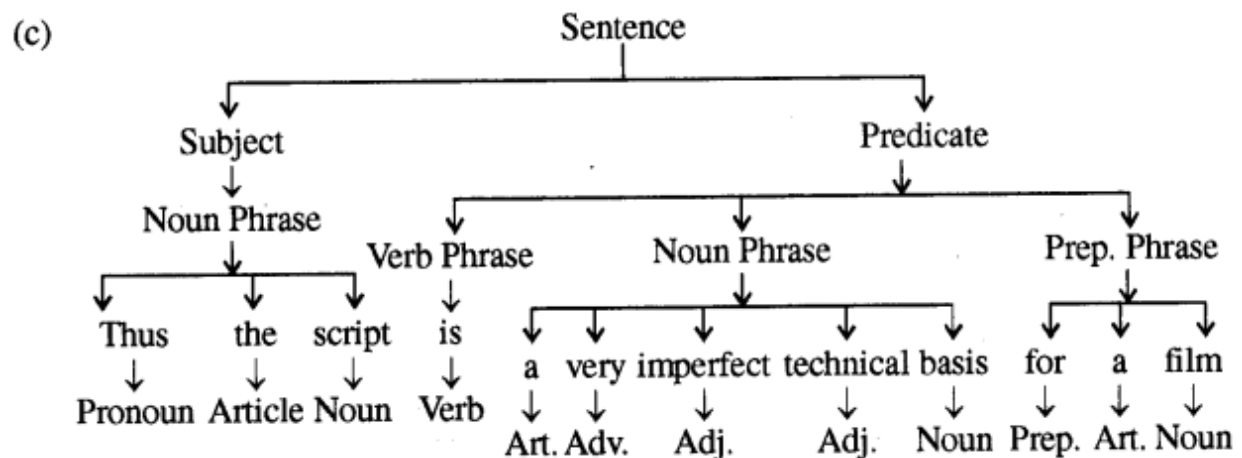 (c) Sentence
Subject Predicate
Noun Phrase
Verb Phrase Noun Phrase Prep. Phrase
Thus the script is a very imperfect technical basis for a film
Pronoun Article Noun Verb Art. Adv. Adj. Adj. Noun Prep. Art. Noun